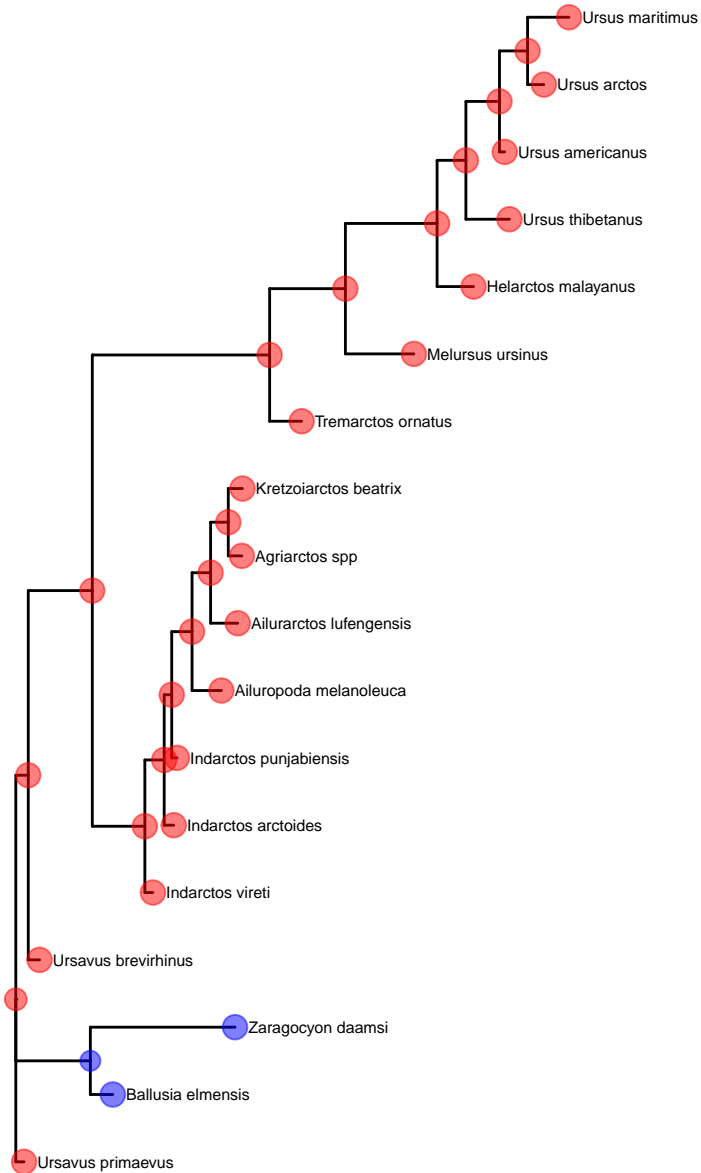 Ursus maritimus
Ursus arctos
Ursus americanus
Ursus thibetanus
Helarctos malayanus
Melursus ursinus
Tremarctos ornatus
Kretzoiarctos beatrix
Agriarctos spp
Ailurarctos lufengensis
Ailuropoda melanoleuca
Indarctos punjabiensis
Indarctos arctoides
Indarctos vireti
Ursavus brevirhinus
Zaragocyon daamsi
Ballusia elmensis
Ursavus primaevus